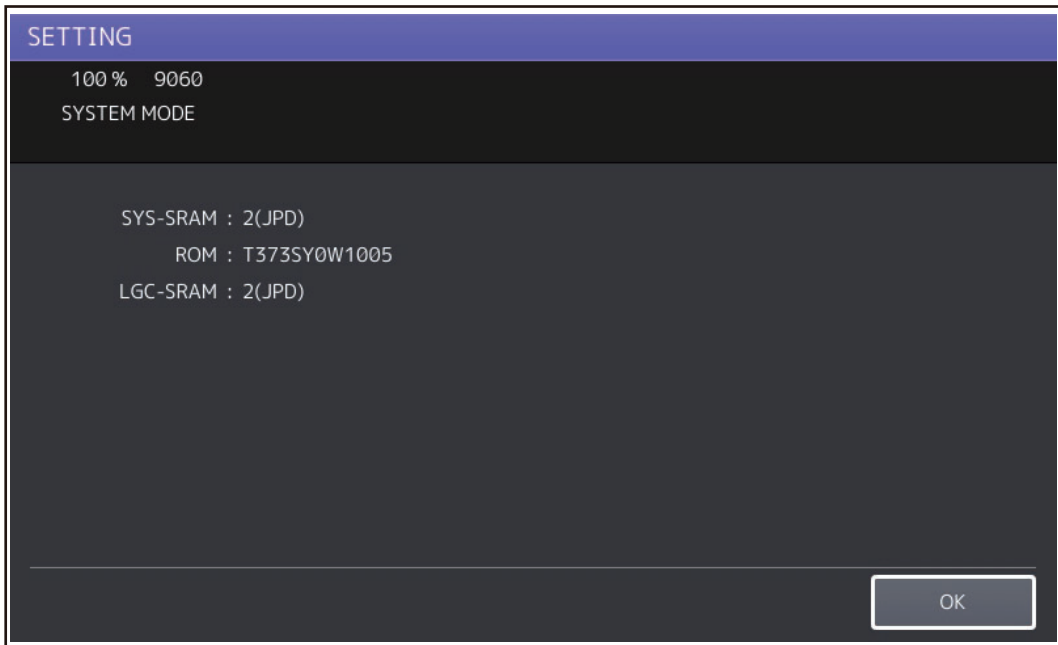 SETTING
100 % 9060
SYSTEM MODE
SYS-SRAM : 2(JPD)
ROM : T373SY0W1005
LGC-SRAM : 2(JPD)
OK